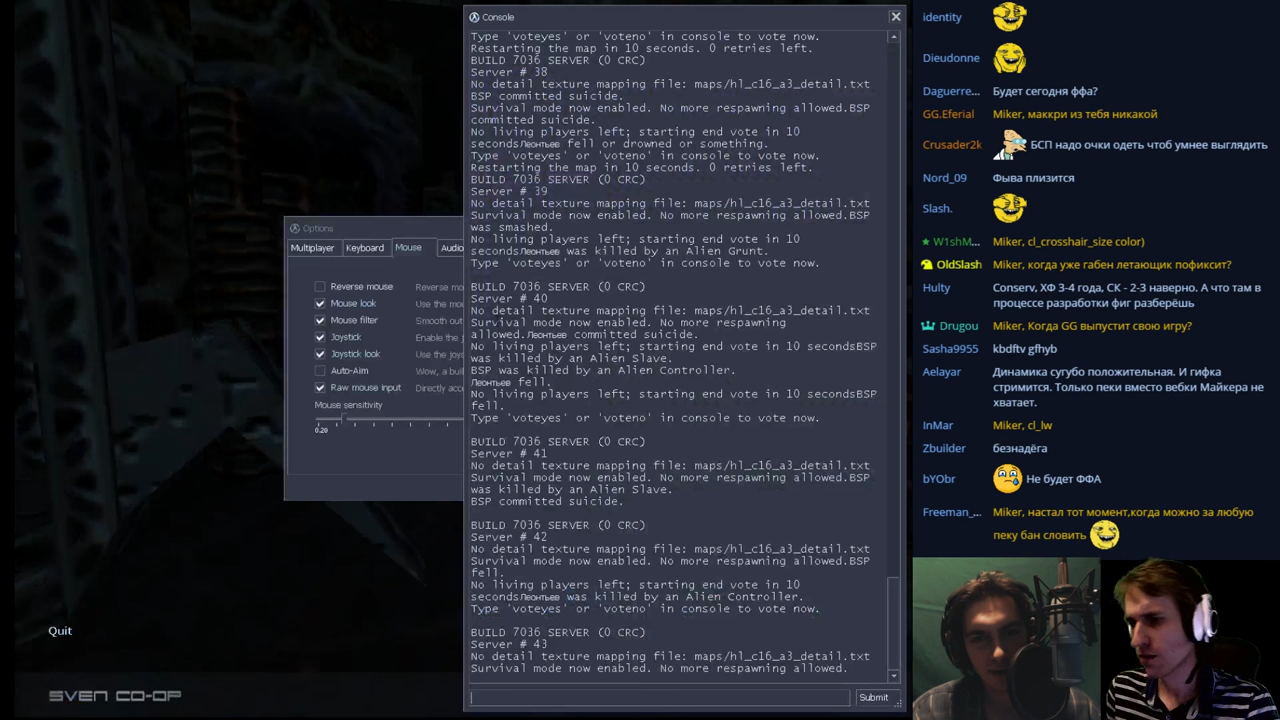 Console
Type 'voteyes' or 'voteno' in console to vote now.
Restarting the map in 10 seconds. 0 retries left.
BUILD 7036 SERVER (0 CRC)
Server # 38
No detail texture mapping file: maps/hl_c16_a3_detail.txt
BSP committed suicide.
Survival mode now enabled. No more respawning allowed.BSP
committed suicide.
No living players left; starting end vote in 10
secondsЛеонтьев fell or drowned or something.
Type 'voteyes' or 'voteno' in console to vote now.
Restarting the map in 10 seconds. 0 retries left.
BUILD 7036 SERVER (0 CRC)
Server # 39
No detail texture mapping file: maps/hl_c16_a3_detail.txt
Survival mode now enabled. No more respawning allowed.BSP
was smashed.
No living players left; starting end vote in 10
secondsЛеонтьев was killed by an Alien Grunt.
Type 'voteyes' or 'voteno' in console to vote now.
BUILD 7036 SERVER (0 CRC)
Server # 40
No detail texture mapping file: maps/hl_c16_a3_detail.txt
Survival mode now enabled. No more respawning
allowed.Леонтьев committed suicide.
No living players left; starting end vote in 10 secondsBSP
was killed by an Alien Slave.
BSP was killed by an Alien Controller.
Леонтьев fell.
No living players left; starting end vote in 10 secondsBSP
fell.
Type 'voteyes' or 'voteno' in console to vote now.
BUILD 7036 SERVER (0 CRC)
Server # 41
No detail texture mapping file: maps/hl_c16_a3_detail.txt
Survival mode now enabled. No more respawning allowed.BSP
was killed by an Alien Slave.
BSP committed suicide.
BUILD 7036 SERVER (0 CRC)
Server # 42
No detail texture mapping file: maps/hl_c16_a3_detail.txt
Survival mode now enabled. No more respawning allowed.BSP
fell.
No living players left; starting end vote in 10
secondsЛеонтьев was killed by an Alien Controller.
Type 'voteyes' or 'voteno' in console to vote now.
BUILD 7036 SERVER (0 CRC)
Server # 43
No detail texture mapping file: maps/hl_c16_a3_detail.txt
Survival mode now enabled. No more respawning allowed.
Submit
Options
Multiplayer Keyboard Mouse Audio
Reverse mouse Reverse mo
Mouse look Use the mo
Mouse filter Smooth out
Joystick Enable the j
Joystick look Use the joys
Auto-Aim Wow, a bui
Raw mouse input Directly acc
Mouse sensitivity
0.20
Quit
SVEN CO-OP
identity
Dieudonne
Daguerre... Будет сегодня ффа?
GG.Eferial Miker, маккри из тебя никакой
Crusader2k БСП надо очки одеть чтоб умнее выглядить
Nord_09 Фыва плизится
Slash.
W1shM... Miker, cl_crosshair_size color)
OldSlash Miker, когда уже габен летающик пофиксит?
Hulty Conserv, ХФ 3-4 года, СК - 2-3 наверно. А что там в
процессе разработки фиг разберёшь
Drugou Miker, Когда GG выпустит свою игру?
Sasha9955 kbdftv gfhyb
Aelayar Динамика сугубо положительная. И гифка
стримится. Только пеки вместо вебки Майкера не
хватает.
InMar Miker, cl_lw
Zbuilder безнадёга
bYObr Не будет ФФА
Freeman_... Miker, настал тот момент,когда можно за любую
пеку бан словить